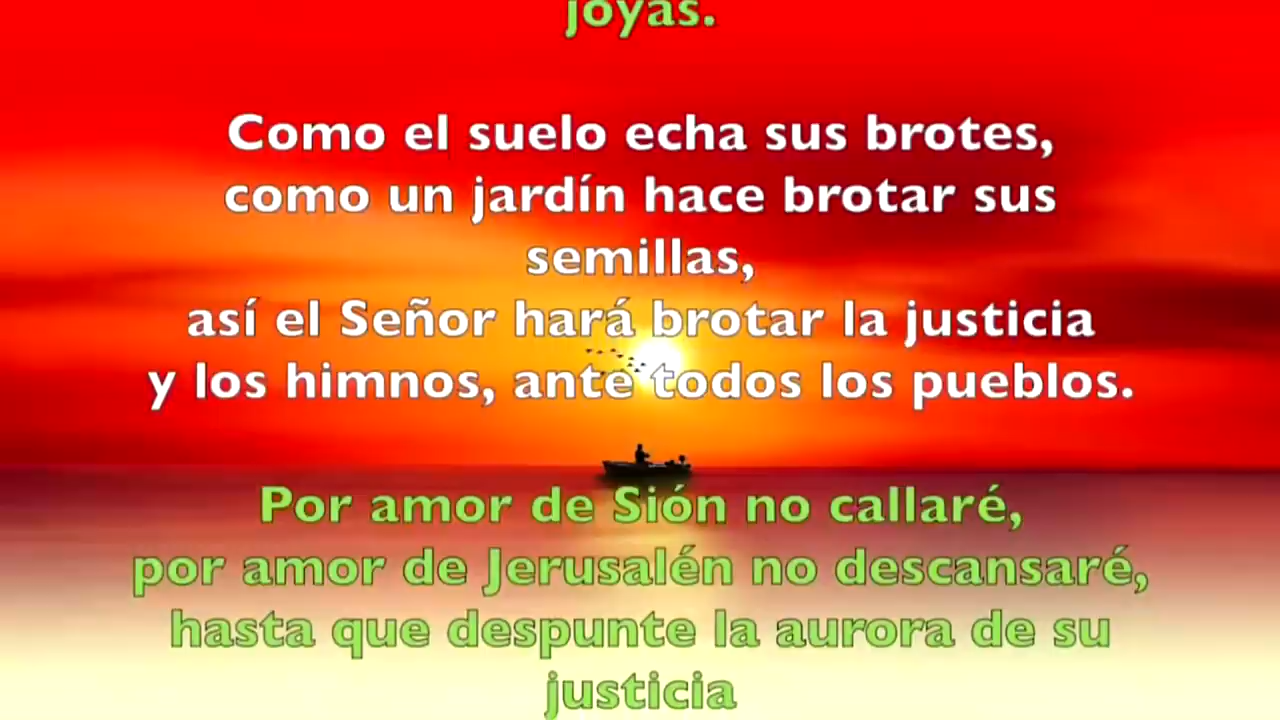 joyas.
Como el suelo echa sus brotes,
como un jardín hace brotar sus
semillas,
así el Señor hará brotar la justicia
y los himnos, ante todos los pueblos.
Por amor de Sión no callaré,
por amor de Jerusalén no descansaré,
hasta que despunte la aurora de su
justicia